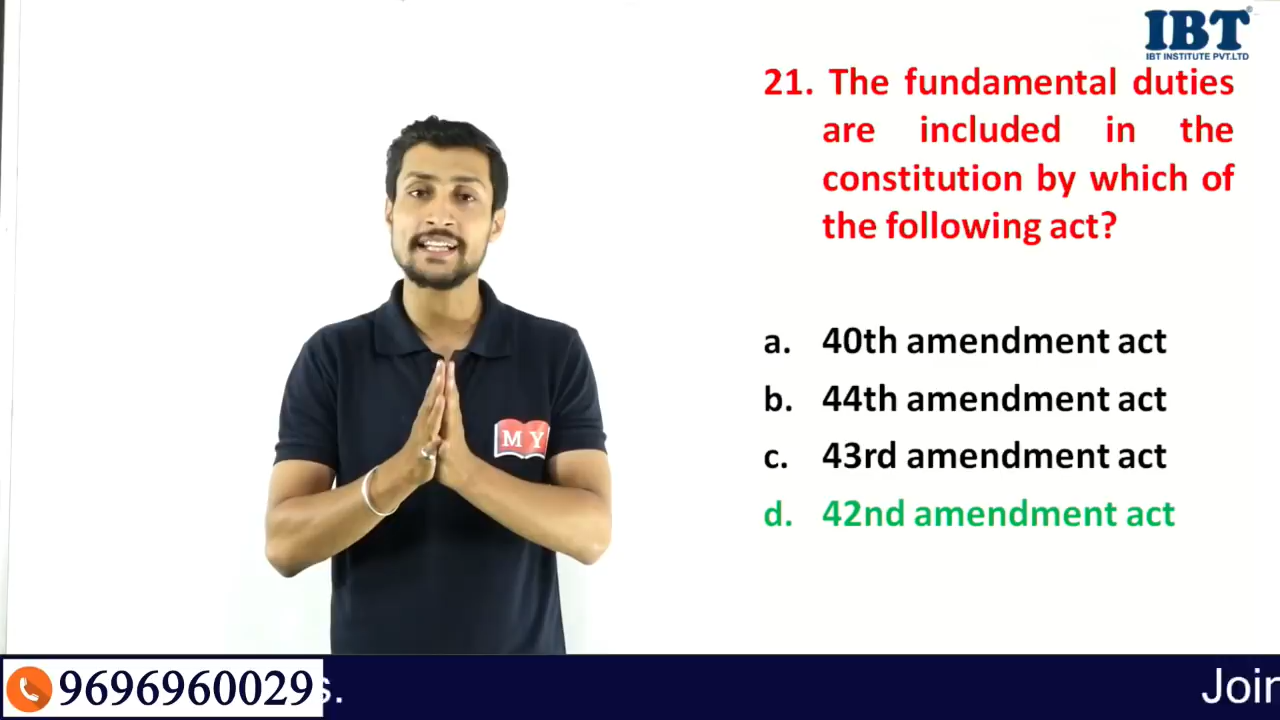 IBT
IBT INSTITUTE PVT.LTD
21. The fundamental duties
are included in the
constitution by which of
the following act?
a. 40th amendment act
b. 44th amendment act
c. 43rd amendment act
d. 42nd amendment act
M Y
9696960029 s.
Join